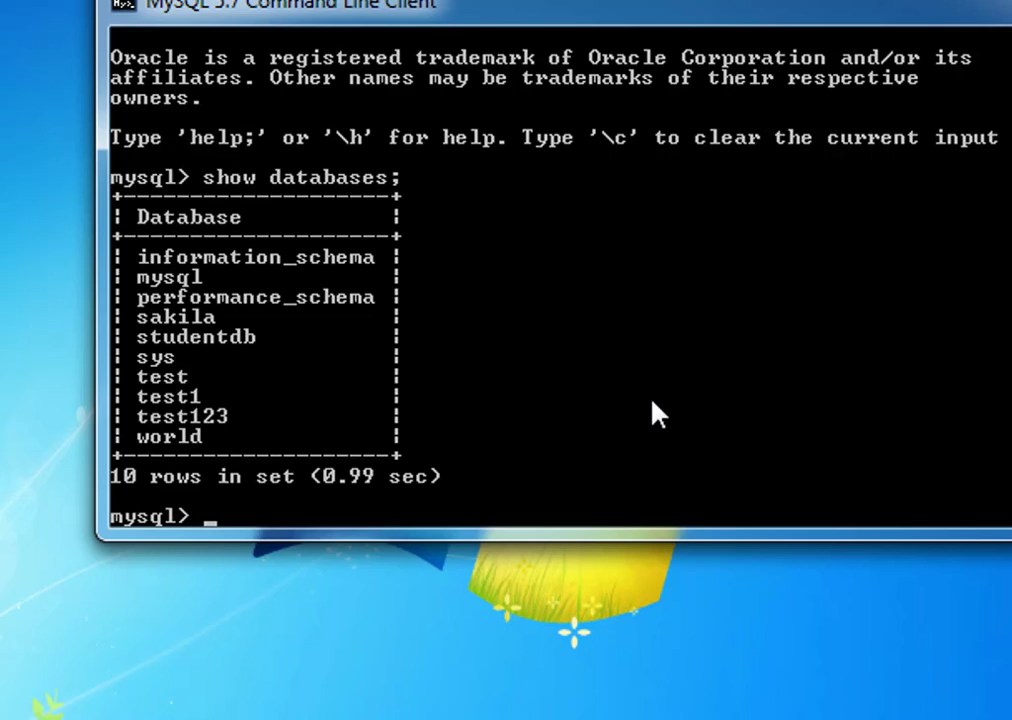 MySQL 5.7 Command Line Client
Oracle is a registered trademark of Oracle Corporation and/or its
affiliates. Other names may be trademarks of their respective
owners.
Type 'help;' or '\h' for help. Type '\c' to clear the current input
mysql> show databases;
+--------------------+
| Database           |
+--------------------+
| information_schema |
| mysql              |
| performance_schema |
| sakila             |
| studentdb          |
| sys                |
| test               |
| test1              |
| test123            |
| world              |
+--------------------+
10 rows in set (0.99 sec)
mysql> _